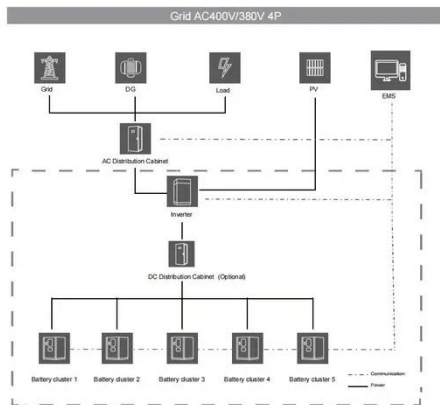 Grid AC400V/380V 4P
Grid DG Load PV EMS
AC Distribution Cabinet
Inverter
DC Distribution Cabinet (Optional)
Battery cluster 1 Battery cluster 2 Battery cluster 3 Battery cluster 4 Battery cluster 5
Communication
Power